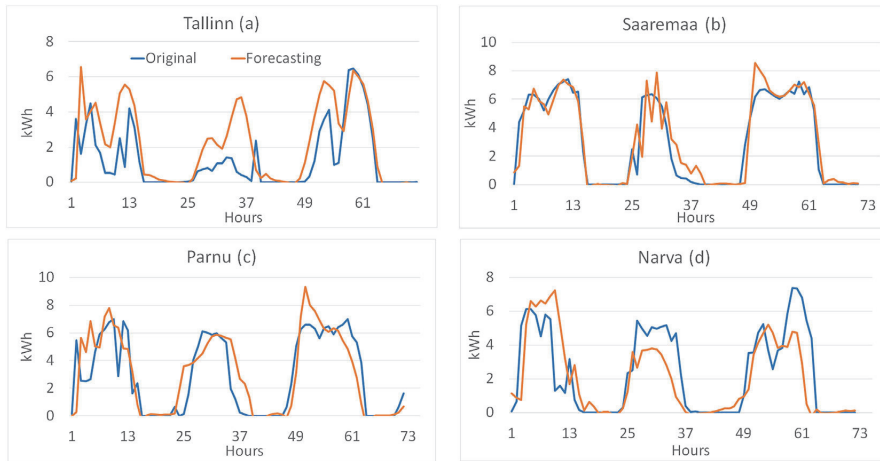 Tallinn (a)
8
6
4
2
0
kWh
Original Forecasting
1 13 25 37 49 61
Hours
Saaremaa (b)
10
8
6
4
2
0
kWh
1 13 25 37 49 61 73
Hours
Parnu (c)
10
8
6
4
2
0
kWh
1 13 25 37 49 61 73
Hours
Narva (d)
8
6
4
2
0
kWh
1 13 25 37 49 61 73
Hours